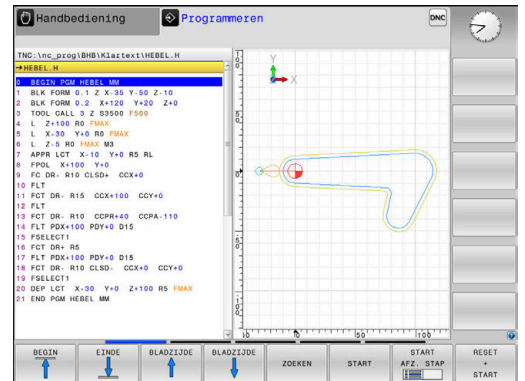 Handbediening
Programmeren
DNC
TNC:\nc_prog\BHB\Klartext\HEBEL.H
→HEBEL.H
0 BEGIN PGM HEBEL MM
1 BLK FORM 0.1 Z X-35 Y-50 Z-10
2 BLK FORM 0.2 X+120 Y+20 Z+0
3 TOOL CALL 3 Z S3500 F500
4 L Z+100 R0 FMAX
5 L X-30 Y+0 R0 FMAX
6 L Z-5 R0 FMAX M3
7 APPR LCT X-10 Y+0 R5 RL
8 FPOL X+100 Y+0
9 FC DR- R10 CLSD+ CCX+0
10 FLT
11 FCT DR- R15 CCX+100 CCY+0
12 FLT
13 FCT DR- R10 CCPR+40 CCPA-110
14 FLT PDX+100 PDY+0 D15
15 FSELECT1
16 FCT DR+ R5
17 FLT PDX+100 PDY+0 D15
18 FCT DR- R10 CLSD- CCX+0 CCY+0
19 FSELECT1
20 DEP LCT X-30 Y+0 Z+100 R5 FMAX
21 END PGM HEBEL MM
Y
X
0
50
100
BEGIN
EINDE
BLADZIJDE
BLADZIJDE
ZOEKEN
START
START
AFZ. STAP
RESET
+
START